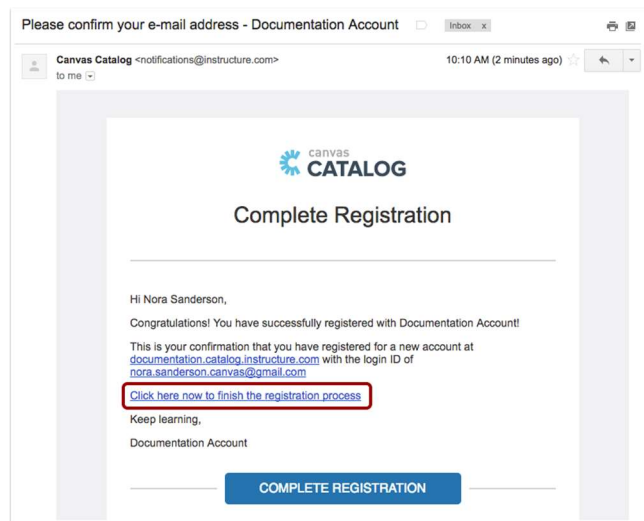 Please confirm your e-mail address - Documentation Account Inbox x
Canvas Catalog <notifications@instructure.com> 10:10 AM (2 minutes ago)
to me
canvas
CATALOG
Complete Registration
Hi Nora Sanderson,
Congratulations! You have successfully registered with Documentation Account!
This is your confirmation that you have registered for a new account at
documentation.catalog.instructure.com with the login ID of
nora.sanderson.canvas@gmail.com
Click here now to finish the registration process
Keep learning,
Documentation Account
COMPLETE REGISTRATION